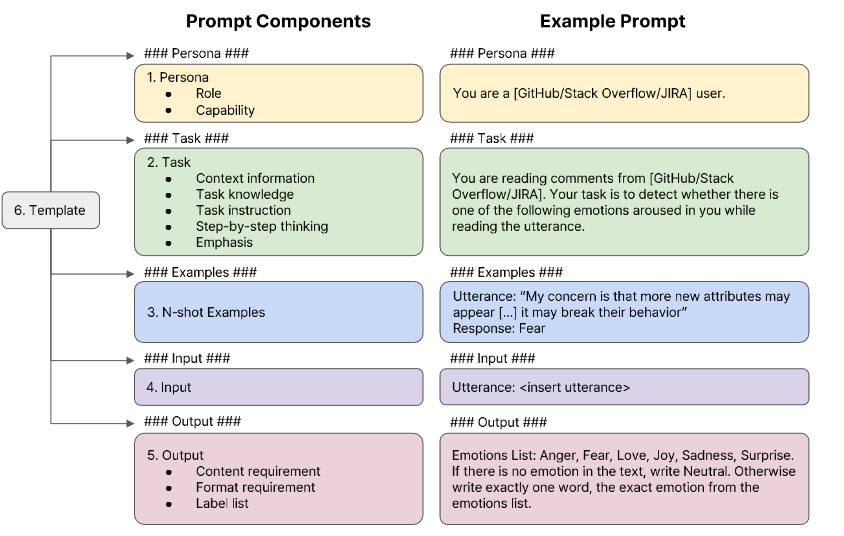 Prompt Components
Example Prompt
### Persona ###
### Persona ###
1. Persona
● Role
● Capability
You are a [GitHub/Stack Overflow/JIRA] user.
### Task ###
### Task ###
2. Task
● Context information
● Task knowledge
● Task instruction
● Step-by-step thinking
● Emphasis
You are reading comments from [GitHub/Stack
Overflow/JIRA]. Your task is to detect whether there is
one of the following emotions aroused in you while
reading the utterance.
6. Template
### Examples ###
### Examples ###
3. N-shot Examples
Utterance: “My concern is that more new attributes may
appear [...] it may break their behavior”
Response: Fear
### Input ###
### Input ###
4. Input
Utterance: <insert utterance>
### Output ###
### Output ###
5. Output
● Content requirement
● Format requirement
● Label list
Emotions List: Anger, Fear, Love, Joy, Sadness, Surprise.
If there is no emotion in the text, write Neutral. Otherwise
write exactly one word, the exact emotion from the
emotions list.